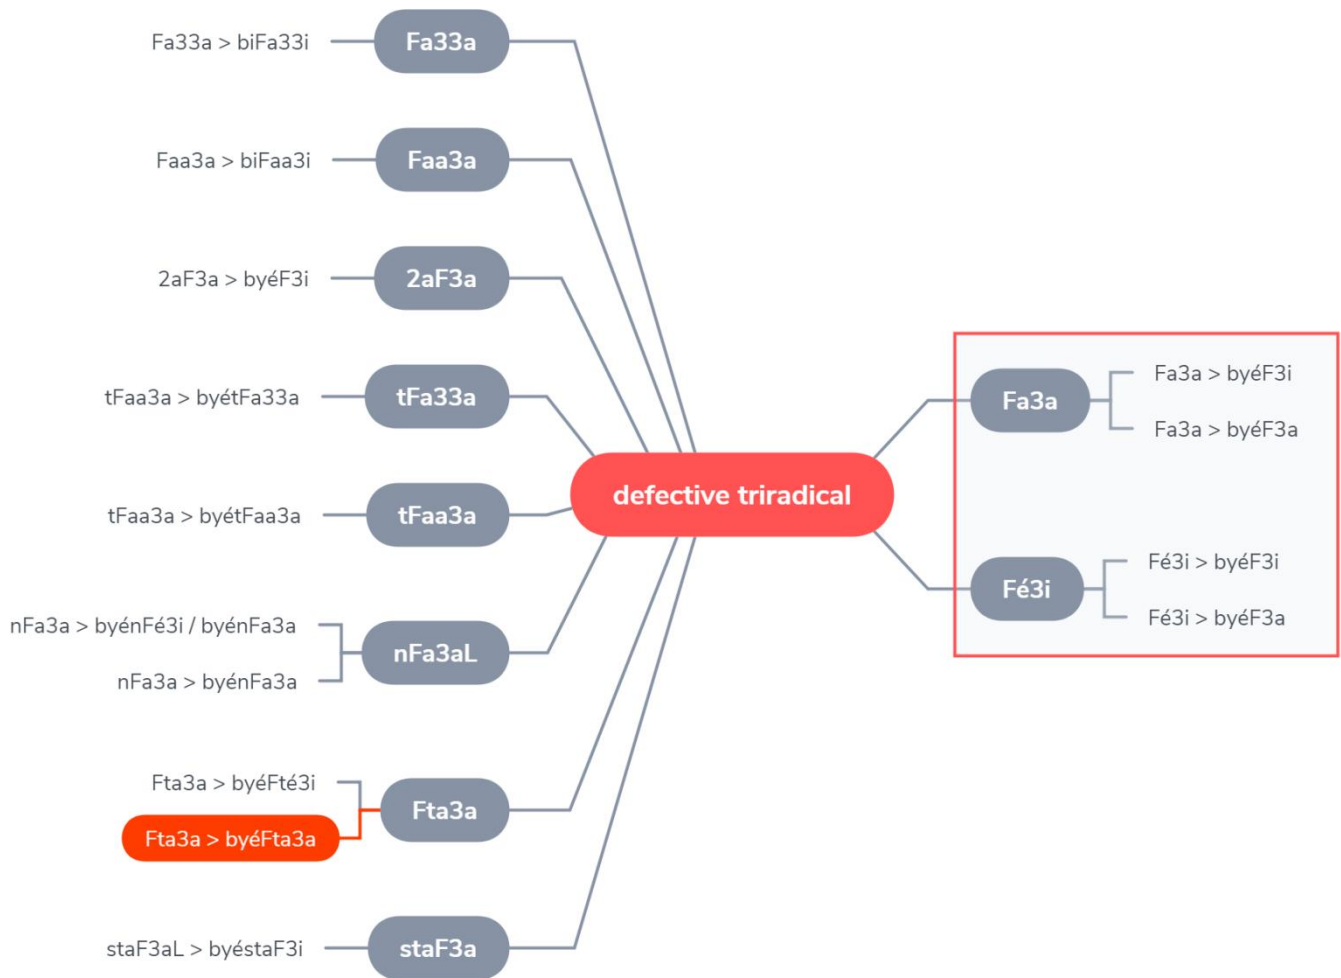 Fa33a > biFa33i
Fa33a
Faa3a > biFaa3i
Faa3a
2aF3a > byéF3i
2aF3a
tFaa3a > byétFa33a
tFa33a
tFaa3a > byétFaa3a
tFaa3a
nFa3a > byénFé3i / byénFa3a
nFa3a > byénFa3a
nFa3aL
Fta3a > byéFté3i
Fta3a > byéFta3a
Fta3a
staF3aL > byéstaF3i
staF3a
defective triradical
Fa3a
Fa3a > byéF3i
Fa3a > byéF3a
Fé3i
Fé3i > byéF3i
Fé3i > byéF3a